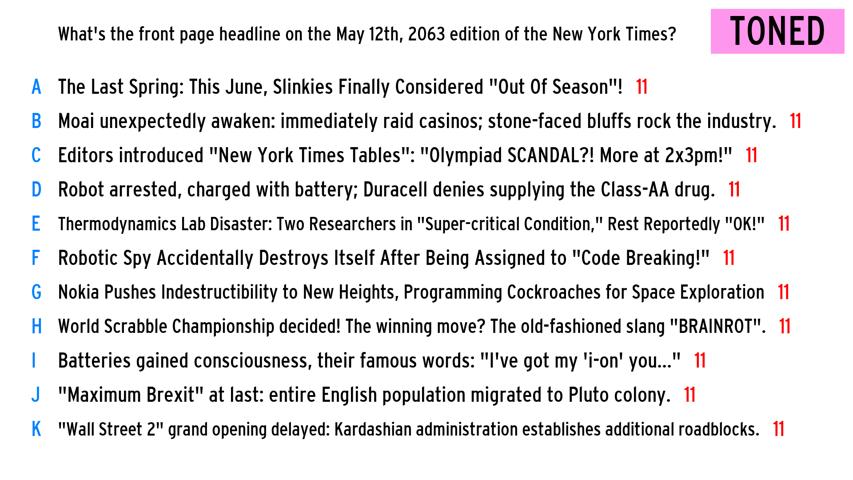 What's the front page headline on the May 12th, 2063 edition of the New York Times?
TONED
A The Last Spring: This June, Slinkies Finally Considered "Out Of Season"! 11
B Moai unexpectedly awaken: immediately raid casinos; stone-faced bluffs rock the industry. 11
C Editors introduced "New York Times Tables": "Olympiad SCANDAL?! More at 2x3pm!" 11
D Robot arrested, charged with battery; Duracell denies supplying the Class-AA drug. 11
E Thermodynamics Lab Disaster: Two Researchers in "Super-critical Condition," Rest Reportedly "OK!" 11
F Robotic Spy Accidentally Destroys Itself After Being Assigned to "Code Breaking!" 11
G Nokia Pushes Indestructibility to New Heights, Programming Cockroaches for Space Exploration 11
H World Scrabble Championship decided! The winning move? The old-fashioned slang "BRAINROT". 11
I Batteries gained consciousness, their famous words: "I've got my 'i-on' you..." 11
J "Maximum Brexit" at last: entire English population migrated to Pluto colony. 11
K "Wall Street 2" grand opening delayed: Kardashian administration establishes additional roadblocks. 11